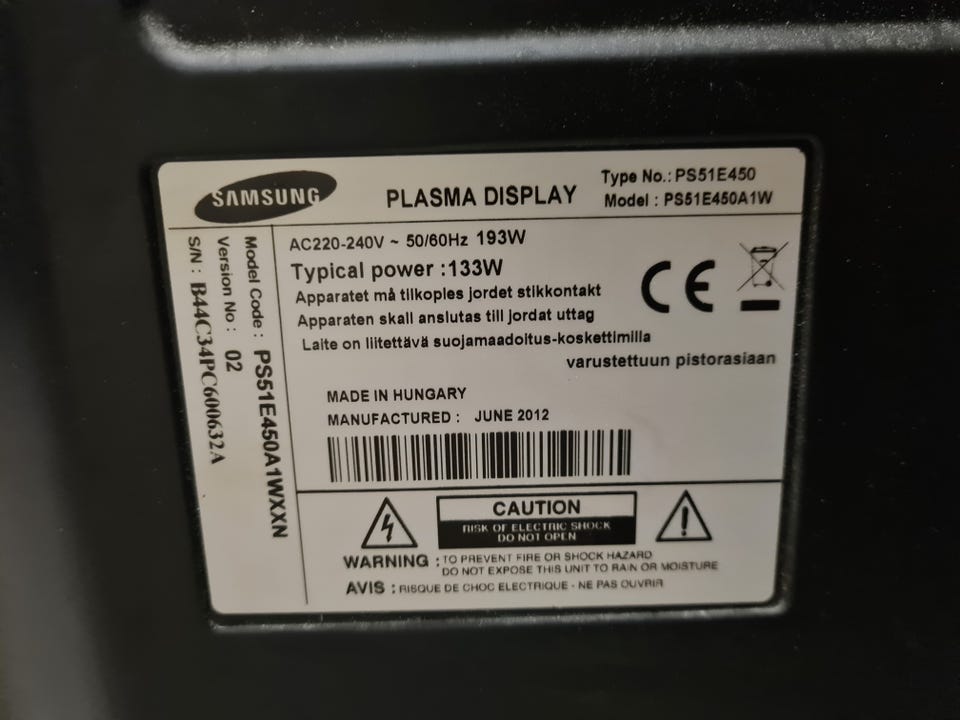 SAMSUNG
PLASMA DISPLAY
Type No.: PS51E450
Model : PS51E450A1W
AC220-240V ~ 50/60Hz 193W
Typical power :133W
Apparatet må tilkoples jordet stikkontakt
Apparaten skall anslutas till jordat uttag
Laite on liitettävä suojamaadoitus-koskettimilla
varustettuun pistorasiaan
CE
MADE IN HUNGARY
MANUFACTURED : JUNE 2012
Model Code : PS51E450A1WXXN
Version No : 02
S/N : B44C34PC600632A
CAUTION
RISK OF ELECTRIC SHOCK
DO NOT OPEN
WARNING : TO PREVENT FIRE OR SHOCK HAZARD
DO NOT EXPOSE THIS UNIT TO RAIN OR MOISTURE
AVIS : RISQUE DE CHOC ELECTRIQUE - NE PAS OUVRIR